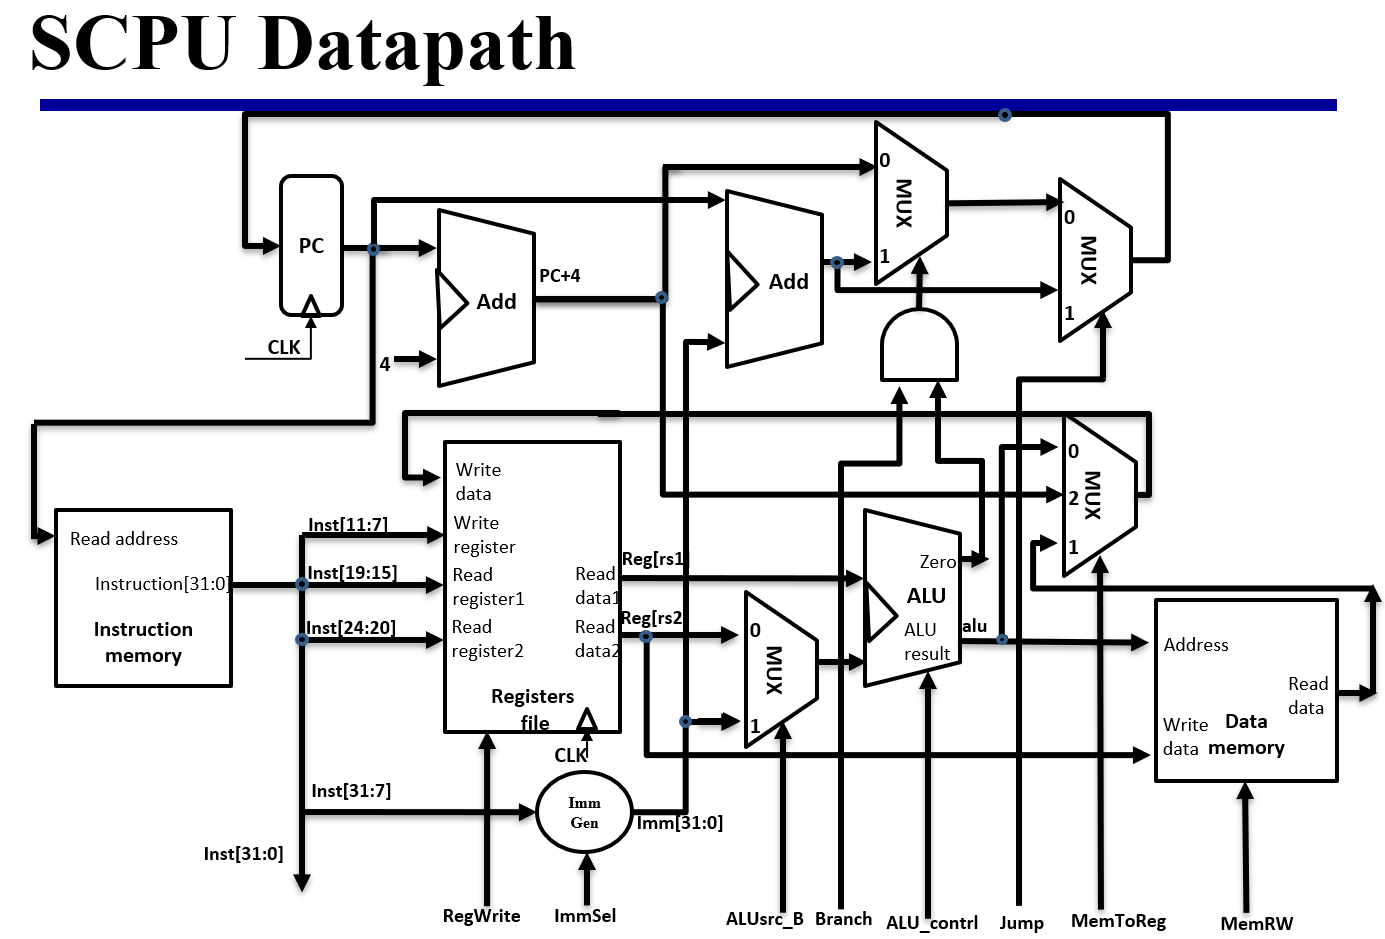 SCPU Datapath
0
MUX
1
0
MUX
1
PC
CLK
Add
4
PC+4
Add
Read address
Instruction[31:0]
Instruction
memory
Inst[11:7]
Inst[19:15]
Inst[24:20]
Inst[31:7]
Inst[31:0]
Write
data
Write
register
Read
register1
Read
register2
Read
data1
Read
data2
Registers
file
CLK
Reg[rs1]
Reg[rs2
Imm
Gen
Imm[31:0]
0
MUX
1
Zero
ALU
ALU
result
alu
0
MUX
2
1
Address
Read
data
Write
data
Data
memory
RegWrite
ImmSel
ALUsrc_B
Branch
ALU_contrl
Jump
MemToReg
MemRW